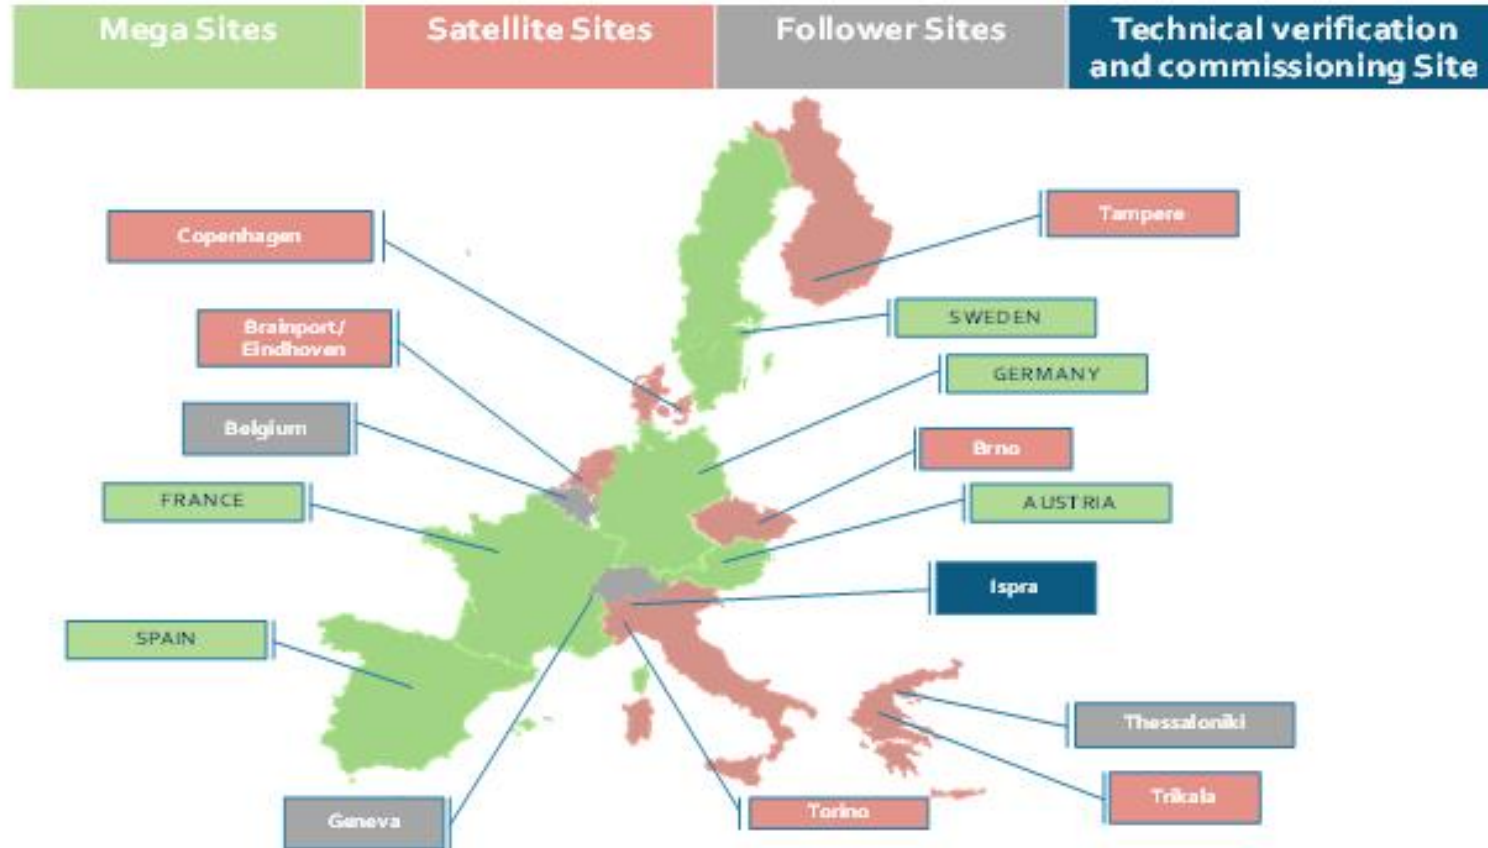 Mega Sites
Satellite Sites
Follower Sites
Technical verification
and commissioning Site
Copenhagen
Tampere
Brainport/
Eindhoven
SWEDEN
GERMANY
Belgium
Brno
FRANCE
AUSTRIA
Ispra
SPAIN
Thessaloniki
Trikala
Geneva
Torino